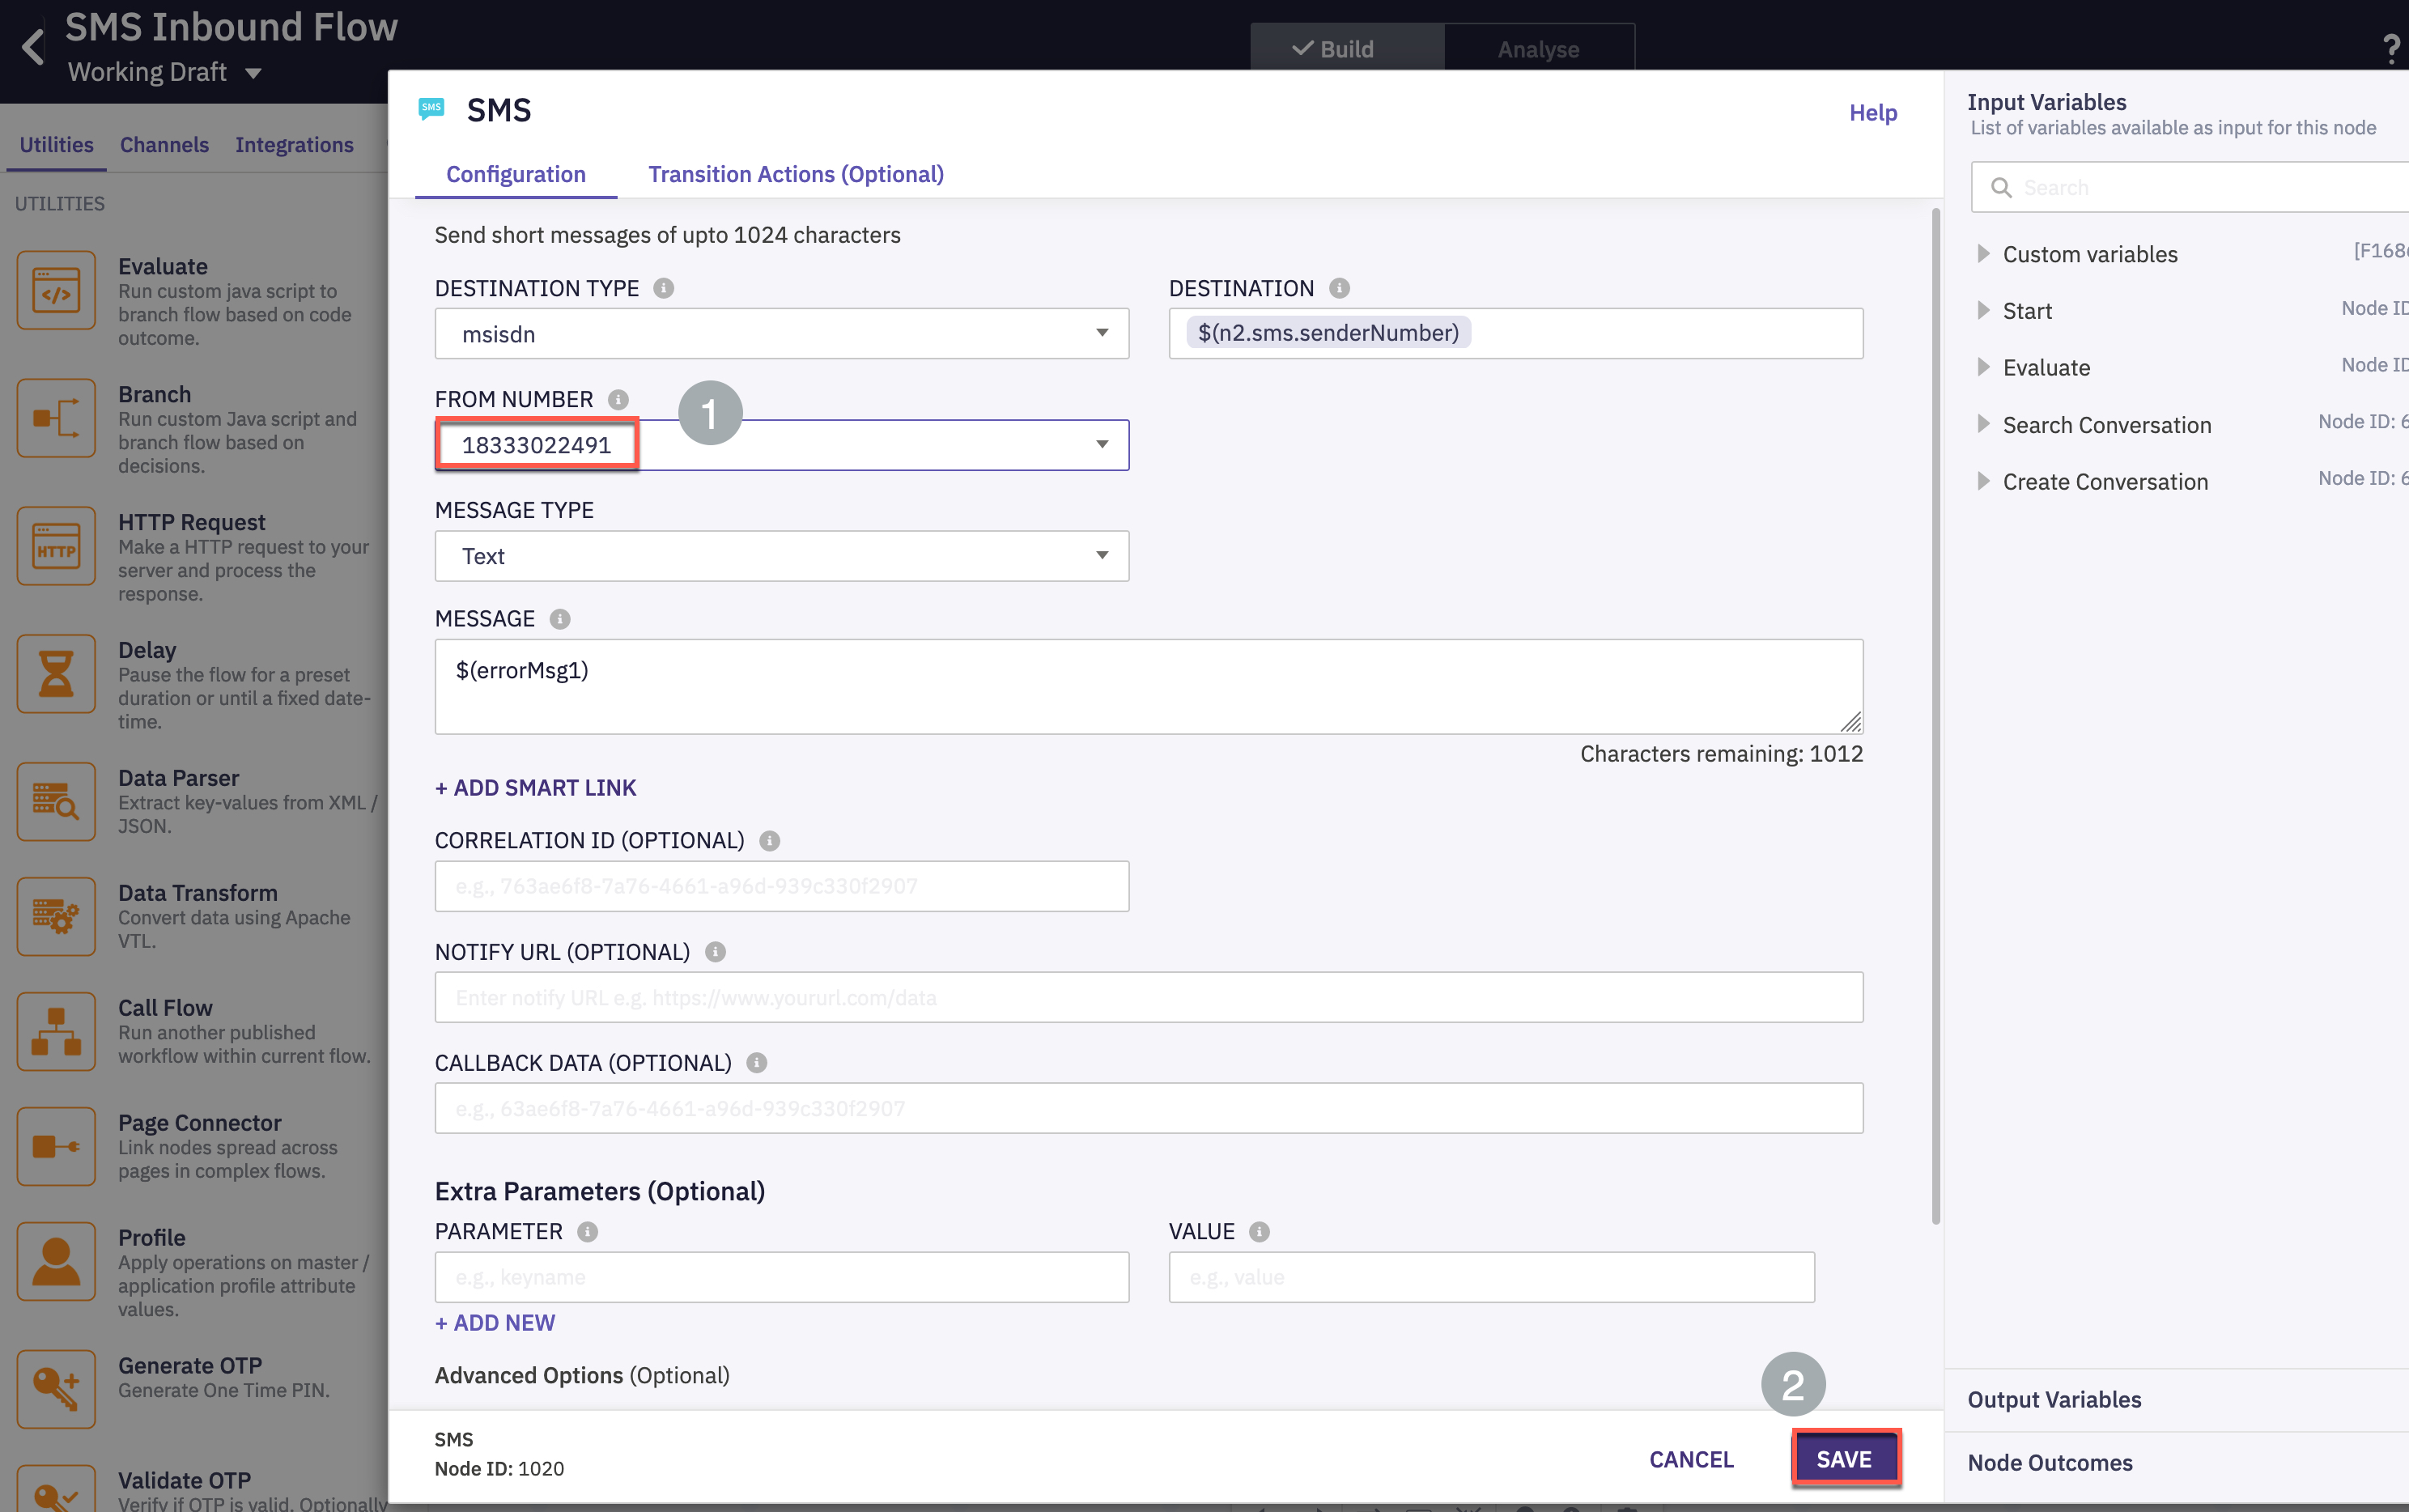 SMS Inbound Flow
Working Draft
Build
Analyse
?
Utilities
Channels
Integrations
UTILITIES
Evaluate
Run custom java script to
branch flow based on code
outcome.
Branch
Run custom Java script and
branch flow based on
decisions.
HTTP
HTTP Request
Make a HTTP request to your
server and process the
response.
Delay
Pause the flow for a preset
duration or until a fixed date-
time.
Data Parser
Extract key-values from XML /
JSON.
Data Transform
Convert data using Apache
VTL.
Call Flow
Run another published
workflow within current flow.
Page Connector
Link nodes spread across
pages in complex flows.
Profile
Apply operations on master /
application profile attribute
values.
Generate OTP
Generate One Time PIN.
Validate OTP
Verify if OTP is valid. Optionally
SMS
SMS
Help
Configuration
Transition Actions (Optional)
Send short messages of upto 1024 characters
DESTINATION TYPE
msisdn
DESTINATION
$(n2.sms.senderNumber)
FROM NUMBER
1
18333022491
MESSAGE TYPE
Text
MESSAGE
$(errorMsg1)
Characters remaining: 1012
+ ADD SMART LINK
CORRELATION ID (OPTIONAL)
e.g., 763ae6f8-7a76-4661-a96d-939c330f2907
NOTIFY URL (OPTIONAL)
Enter notify URL e.g. https://www.yoururl.com/data
CALLBACK DATA (OPTIONAL)
e.g., 63ae6f8-7a76-4661-a96d-939c330f2907
Extra Parameters (Optional)
PARAMETER
e.g., keyname
VALUE
e.g., value
+ ADD NEW
Advanced Options (Optional)
2
SMS
Node ID: 1020
CANCEL
SAVE
Input Variables
List of variables available as input for this node
Search
Custom variables
[F168
Start
Node ID
Evaluate
Node ID
Search Conversation
Node ID: 6
Create Conversation
Node ID: 6
Output Variables
Node Outcomes